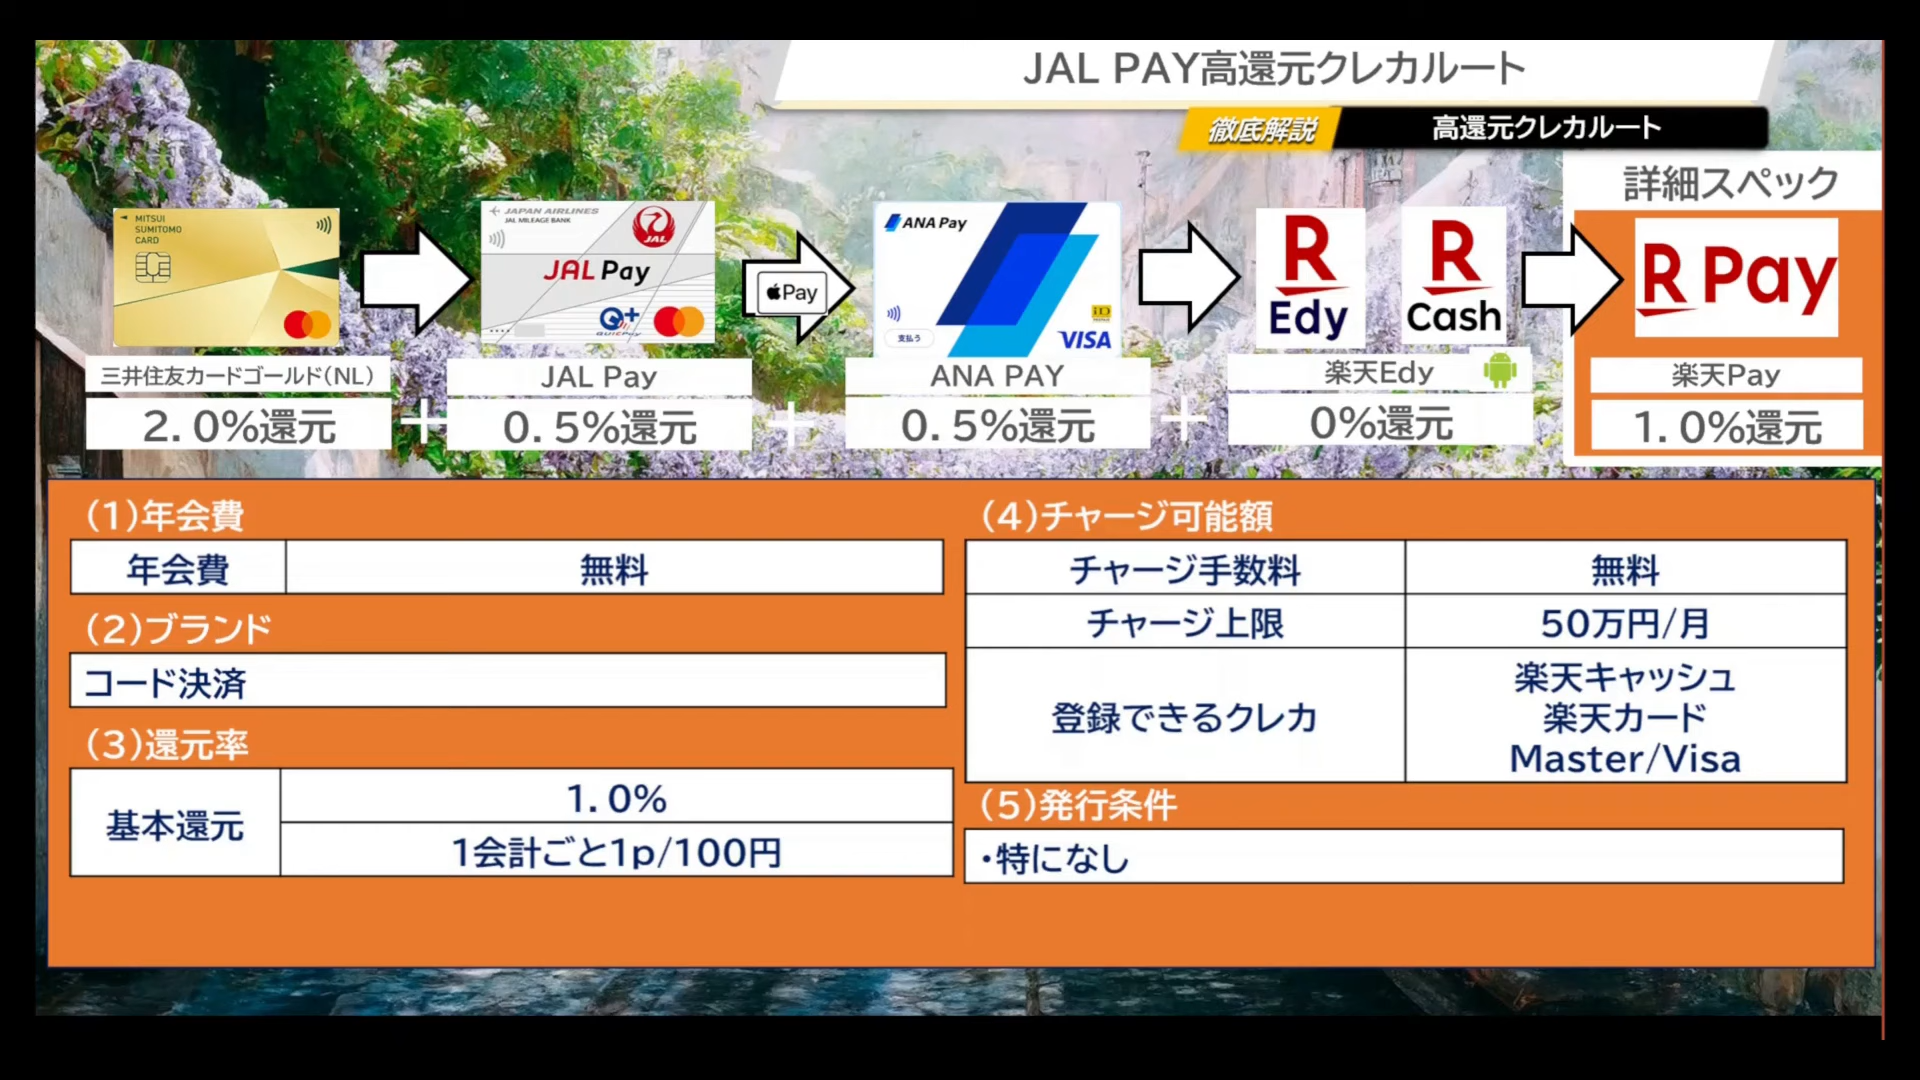 JAL PAY高還元クレカルート
徹底解説
高還元クレカルート
詳細スペック
MITSUI
SUMITOMO
CARD
JAPAN AIRLINES
JAL MILEAGE BANK
JAL
JAL Pay
Q+
QUICPay
Pay
ANA Pay
支払う
iD
VISA
R
Edy
R
Cash
R Pay
三井住友カードゴールド(NL)
2.0%還元
+
JAL Pay
0.5%還元
+
ANA PAY
0.5%還元
+
楽天Edy
0%還元
楽天Pay
1.0%還元
(1)年会費
年会費
無料
(2)ブランド
コード決済
(3)還元率
基本還元
1.0%
1会計ごと1p/100円
(4)チャージ可能額
チャージ手数料
無料
チャージ上限
50万円/月
登録できるクレカ
楽天キャッシュ
楽天カード
Master/Visa
(5)発行条件
・特になし